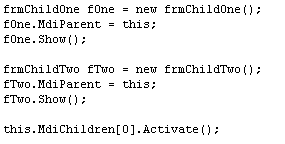 frmChildOne fOne = new frmChildOne();
fOne.MdiParent = this;
fOne.Show();
frmChildTwo fTwo = new frmChildTwo();
fTwo.MdiParent = this;
fTwo.Show();
this.MdiChildren[0].Activate();